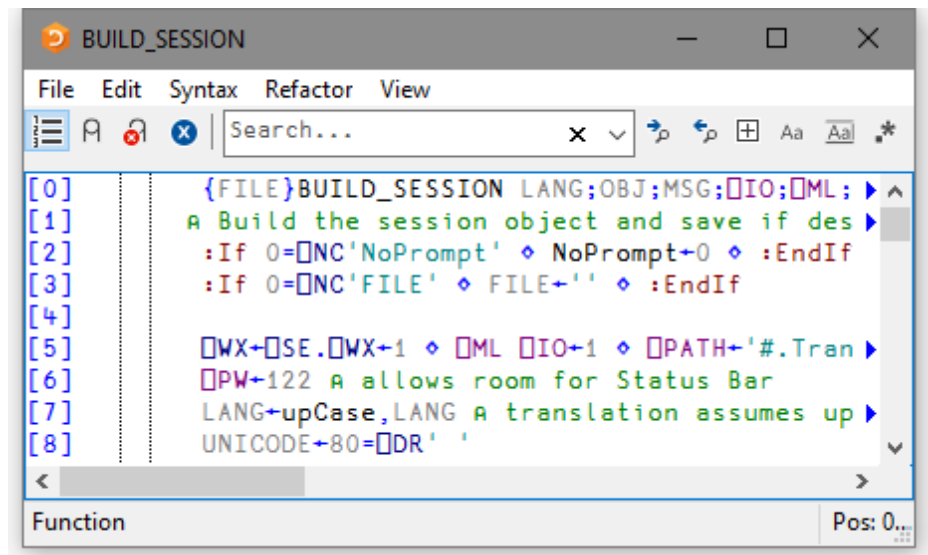 BUILD_SESSION
File Edit Syntax Refactor View
Search...
[0] {FILE}BUILD_SESSION LANG;OBJ;MSG;⎕IO;⎕ML;
[1] ⍝ Build the session object and save if des
[2] :If 0=⎕NC'NoPrompt' ⋄ NoPrompt←0 ⋄ :EndIf
[3] :If 0=⎕NC'FILE' ⋄ FILE←'' ⋄ :EndIf
[4]
[5] ⎕WX←⎕SE.⎕WX←1 ⋄ ⎕ML ⎕IO←1 ⋄ ⎕PATH←'#.Tran
[6] ⎕PW←122 ⍝ allows room for Status Bar
[7] LANG←upCase,LANG ⍝ translation assumes up
[8] UNICODE←80=⎕DR' '
Function Pos: 0...